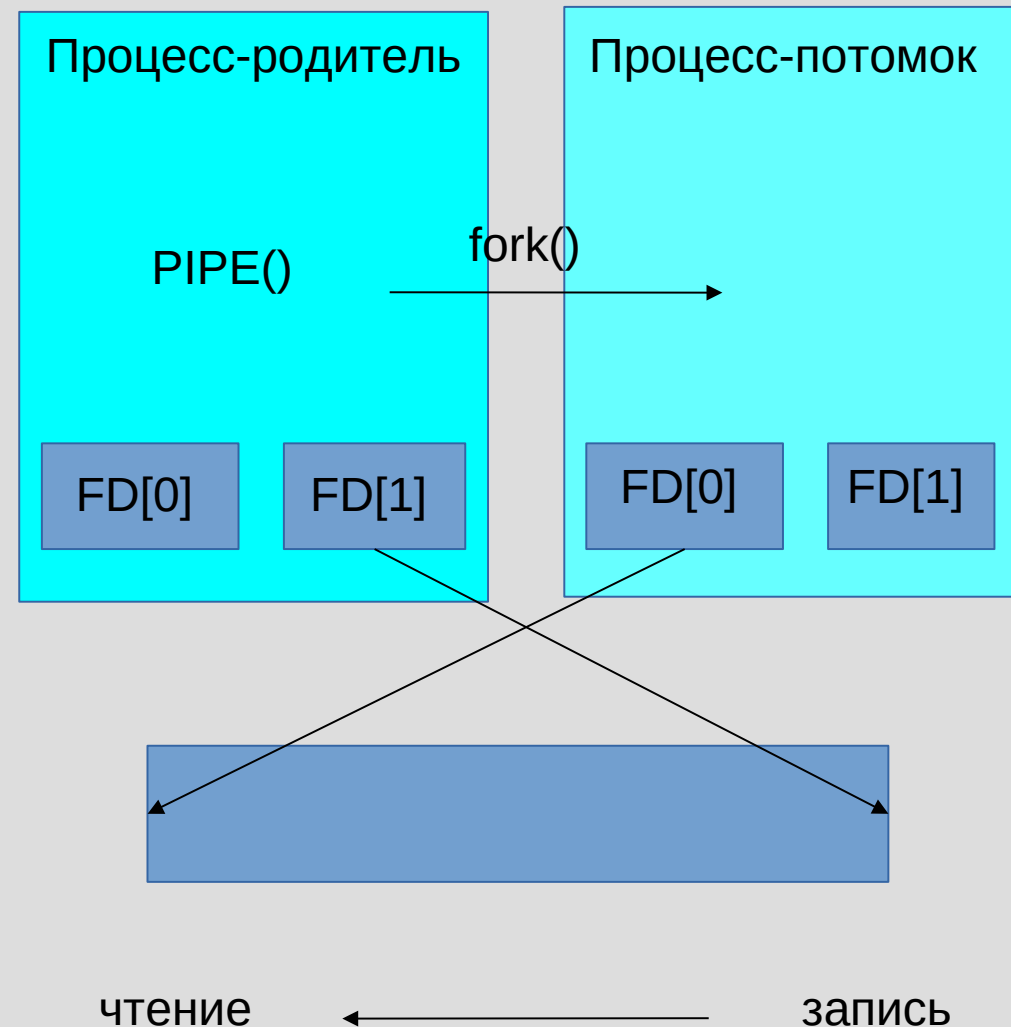 Процесс-родитель
Процесс-потомок
PIPE()
fork()
FD[0]
FD[1]
FD[0]
FD[1]
чтение
запись